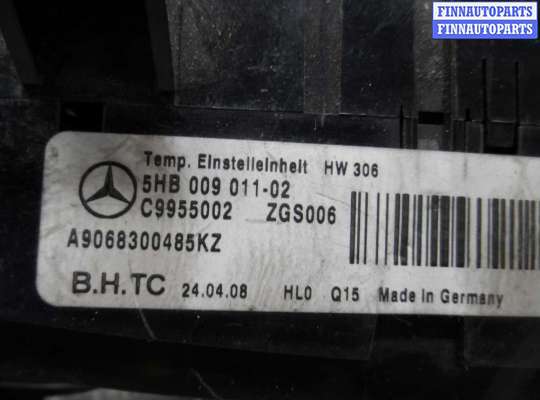 FINNAUTOPARTS
FINNAUTOPARTS
Temp. Einstelleinheit HW 306
5HB 009 011-02
C9955002 ZGS006
A9068300485KZ
B.H.TC 24.04.08 HL0 Q15 Made in Germany